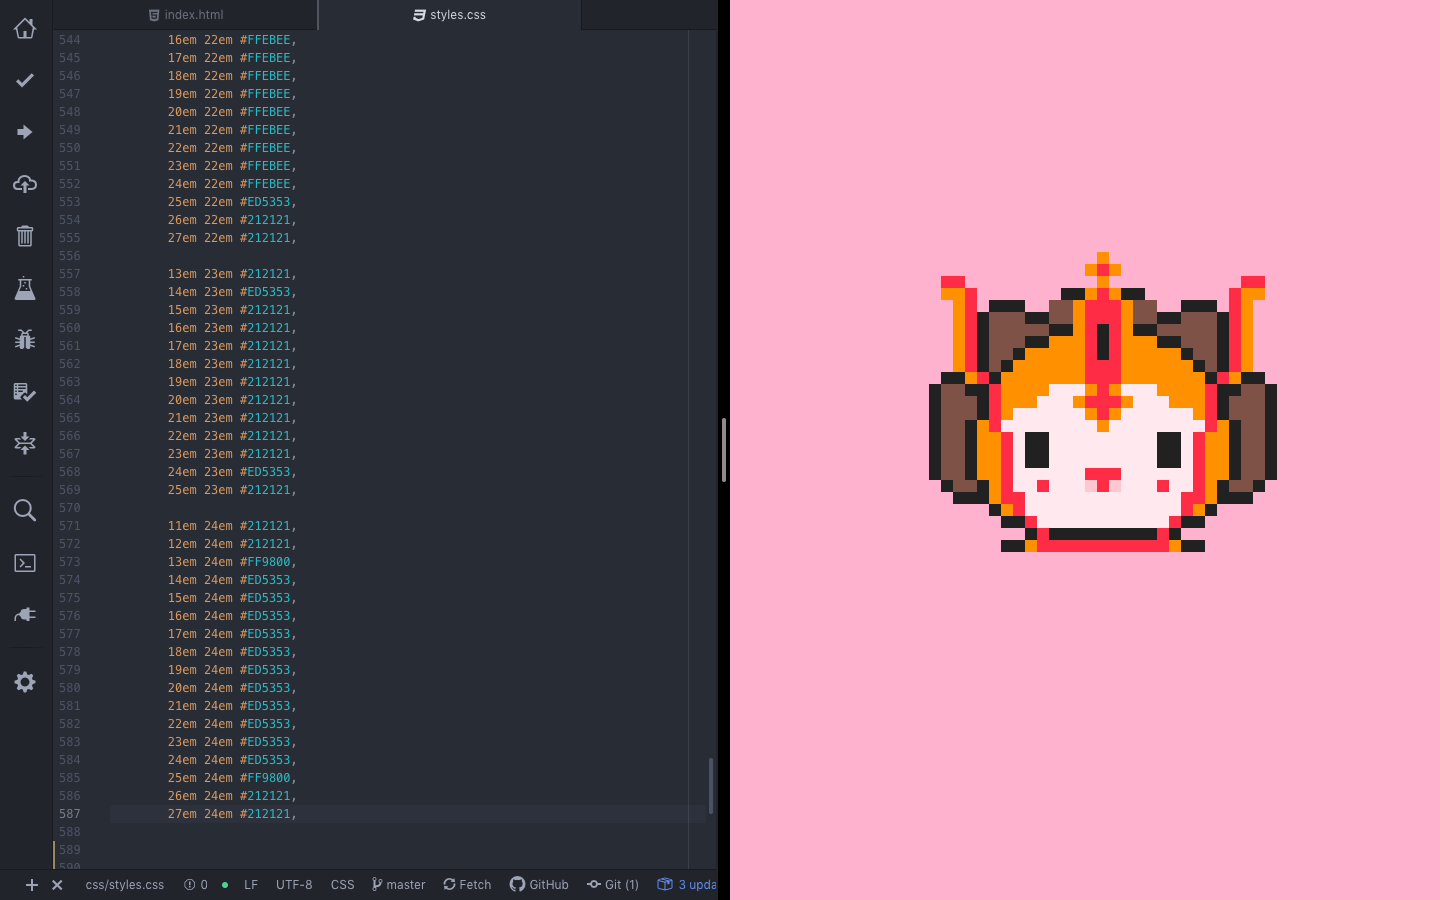 index.html
styles.css
544 16em 22em #FFEBEE,
545 17em 22em #FFEBEE,
546 18em 22em #FFEBEE,
547 19em 22em #FFEBEE,
548 20em 22em #FFEBEE,
549 21em 22em #FFEBEE,
550 22em 22em #FFEBEE,
551 23em 22em #FFEBEE,
552 24em 22em #FFEBEE,
553 25em 22em #ED5353,
554 26em 22em #212121,
555 27em 22em #212121,
556
557 13em 23em #212121,
558 14em 23em #ED5353,
559 15em 23em #212121,
560 16em 23em #212121,
561 17em 23em #212121,
562 18em 23em #212121,
563 19em 23em #212121,
564 20em 23em #212121,
565 21em 23em #212121,
566 22em 23em #212121,
567 23em 23em #212121,
568 24em 23em #ED5353,
569 25em 23em #212121,
570
571 11em 24em #212121,
572 12em 24em #212121,
573 13em 24em #FF9800,
574 14em 24em #ED5353,
575 15em 24em #ED5353,
576 16em 24em #ED5353,
577 17em 24em #ED5353,
578 18em 24em #ED5353,
579 19em 24em #ED5353,
580 20em 24em #ED5353,
581 21em 24em #ED5353,
582 22em 24em #ED5353,
583 23em 24em #ED5353,
584 24em 24em #ED5353,
585 25em 24em #FF9800,
586 26em 24em #212121,
587 27em 24em #212121,
588
589
590
css/styles.css 0 LF UTF-8 CSS master Fetch GitHub Git (1) 3 upda